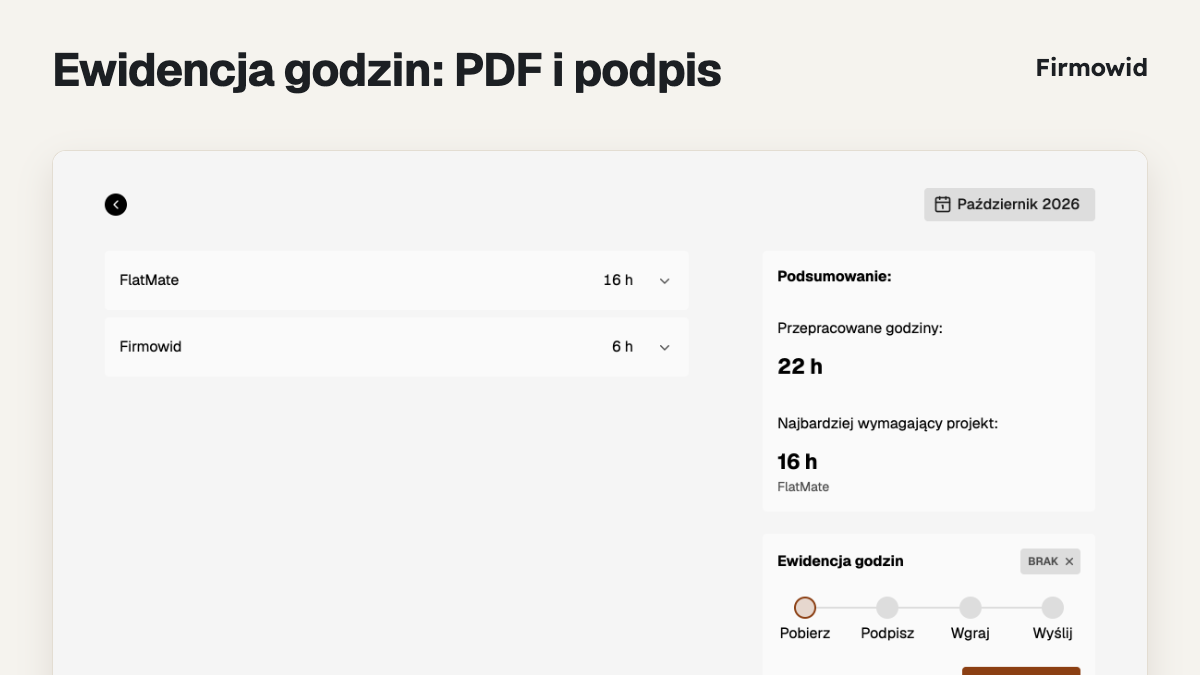 Ewidencja godzin: PDF i podpis
Firmowid
Październik 2026
FlatMate 16 h
Firmowid 6 h
Podsumowanie:
Przepracowane godziny:
22 h
Najbardziej wymagający projekt:
16 h
FlatMate
Ewidencja godzin
BRAK
Pobierz Podpisz Wgraj Wyślij